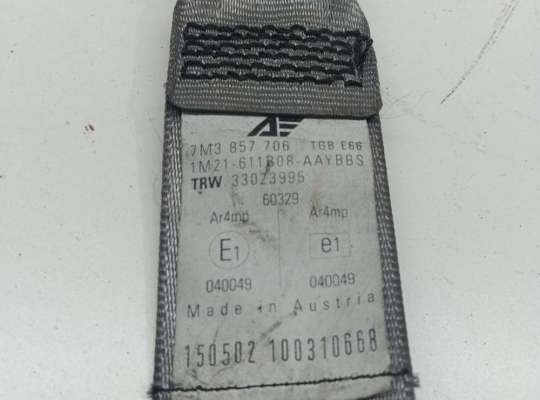 7M3 857 706 TGB E66
1M21-611B08-AAYBBS
TRW 33023995
60329
Ar4mp Ar4mp
E1 e1
040049 040049
Made in Austria
150502 100310668